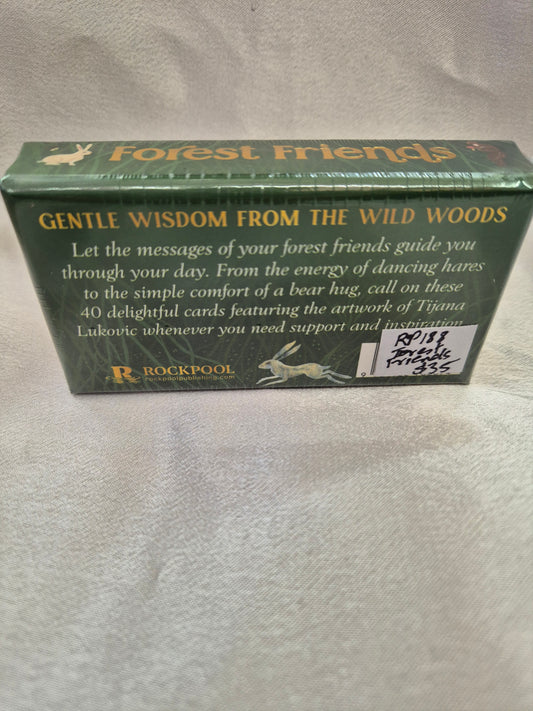 Forest Friends
GENTLE WISDOM FROM THE WILD WOODS
Let the messages of your forest friends guide you
through your day. From the energy of dancing hares
to the simple comfort of a bear hug, call on these
40 delightful cards featuring the artwork of Tijana
Lukovic whenever you need support and inspiration
R ROCKPOOL
rockpoolpublishing.com
9
RP188
Forest
Friends
$35